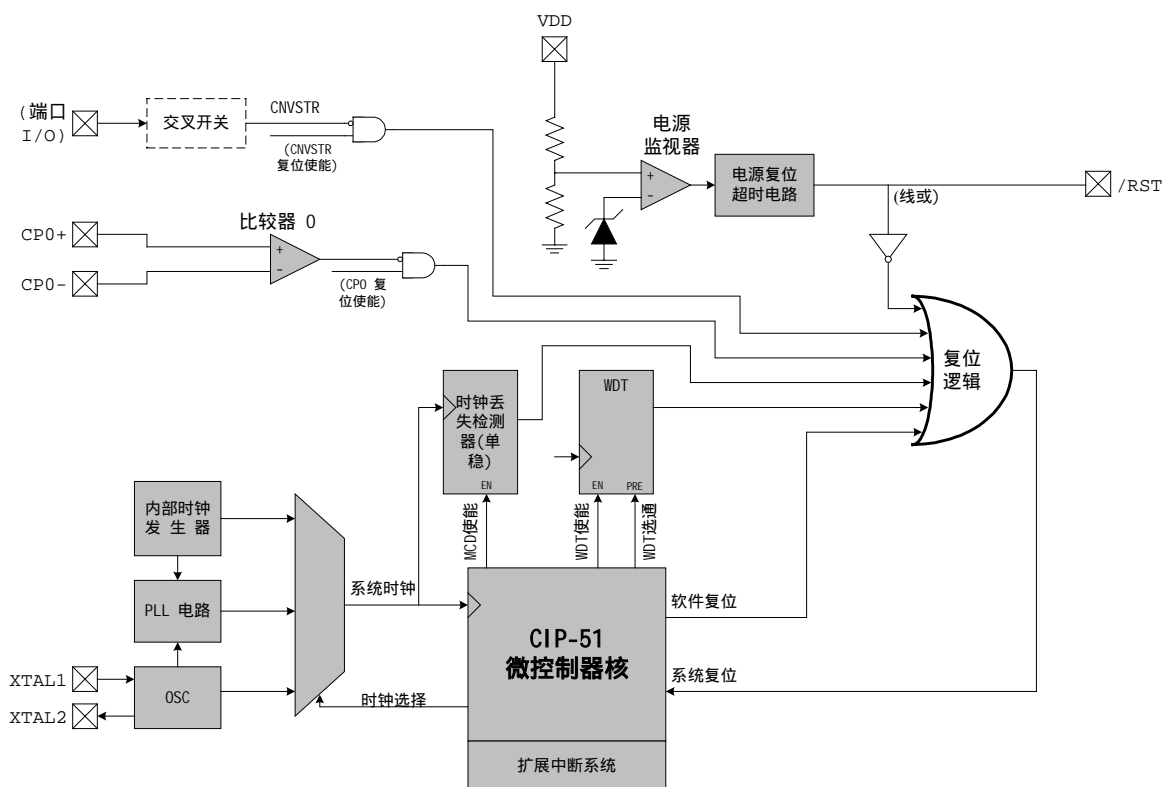 VDD
(端口
I/O)
交叉开关
CNVSTR
(CNVSTR
复位使能)
电源
监视器
+
-
电源复位
超时电路
(线或)
/RST
CP0+
CP0-
比较器 0
+
-
(CPO 复
位使能)
复位
逻辑
时钟丢
失检测
器(单
稳)
EN
WDT
EN
PRE
MCD使能
WDT使能
WDT选通
内部时钟
发 生 器
PLL 电路
OSC
XTAL1
XTAL2
系统时钟
时钟选择
CIP-51
微控制器核
扩展中断系统
软件复位
系统复位